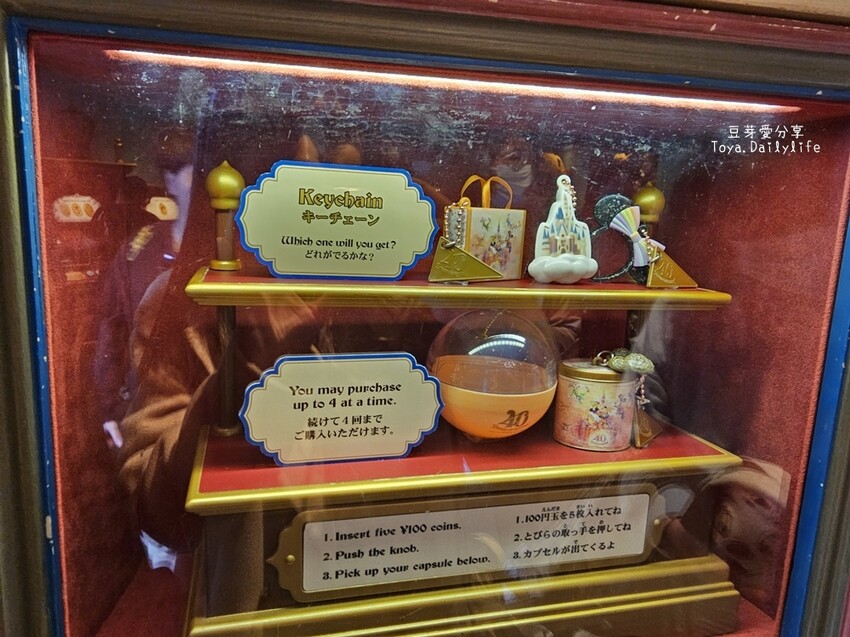 豆芽愛分享
Toya.Dailylife
Keychain
キーチェーン
Which one will you get?
どれがでるかな？
You may purchase
up to 4 at a time.
続けて４回まで
ご購入いただけます。
40
40
1. Insert five ¥100 coins.
2. Push the knob.
3. Pick up your capsule below.
1.100円玉を5枚入れてね
2.とびらの取っ手を押してね
3.カプセルが出てくるよ